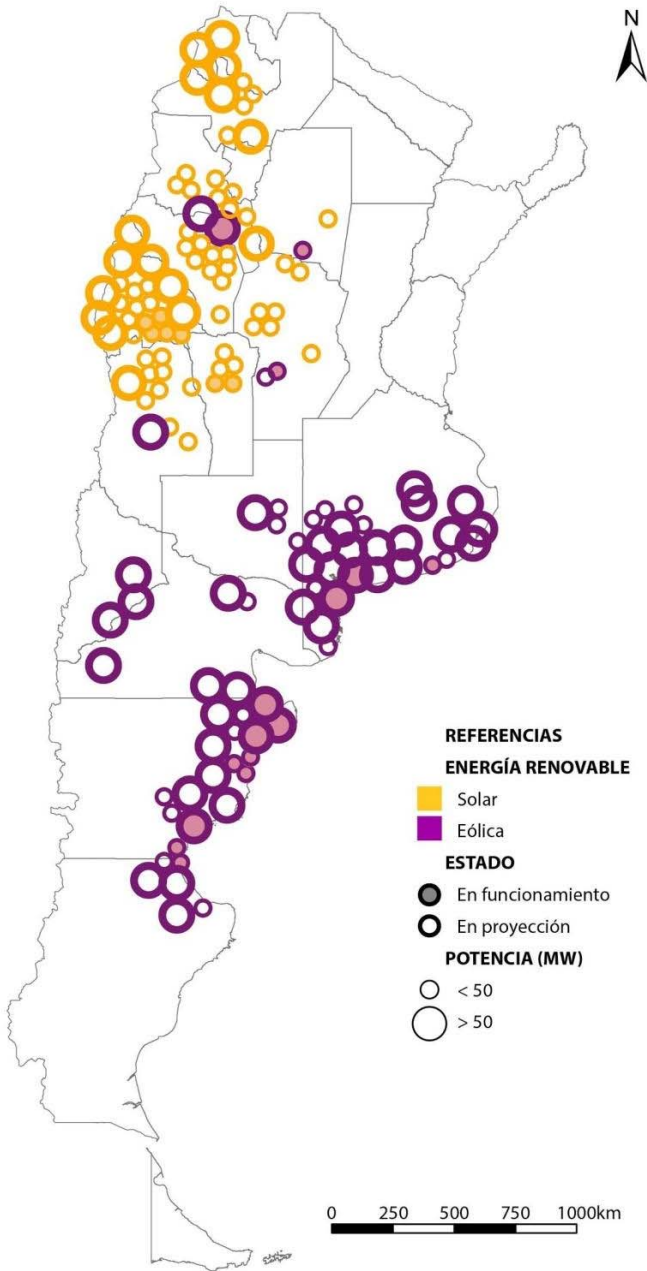 N
REFERENCIAS
ENERGÍA RENOVABLE
Solar
Eólica
ESTADO
En funcionamiento
En proyección
POTENCIA (MW)
< 50
> 50
0 250 500 750 1000km